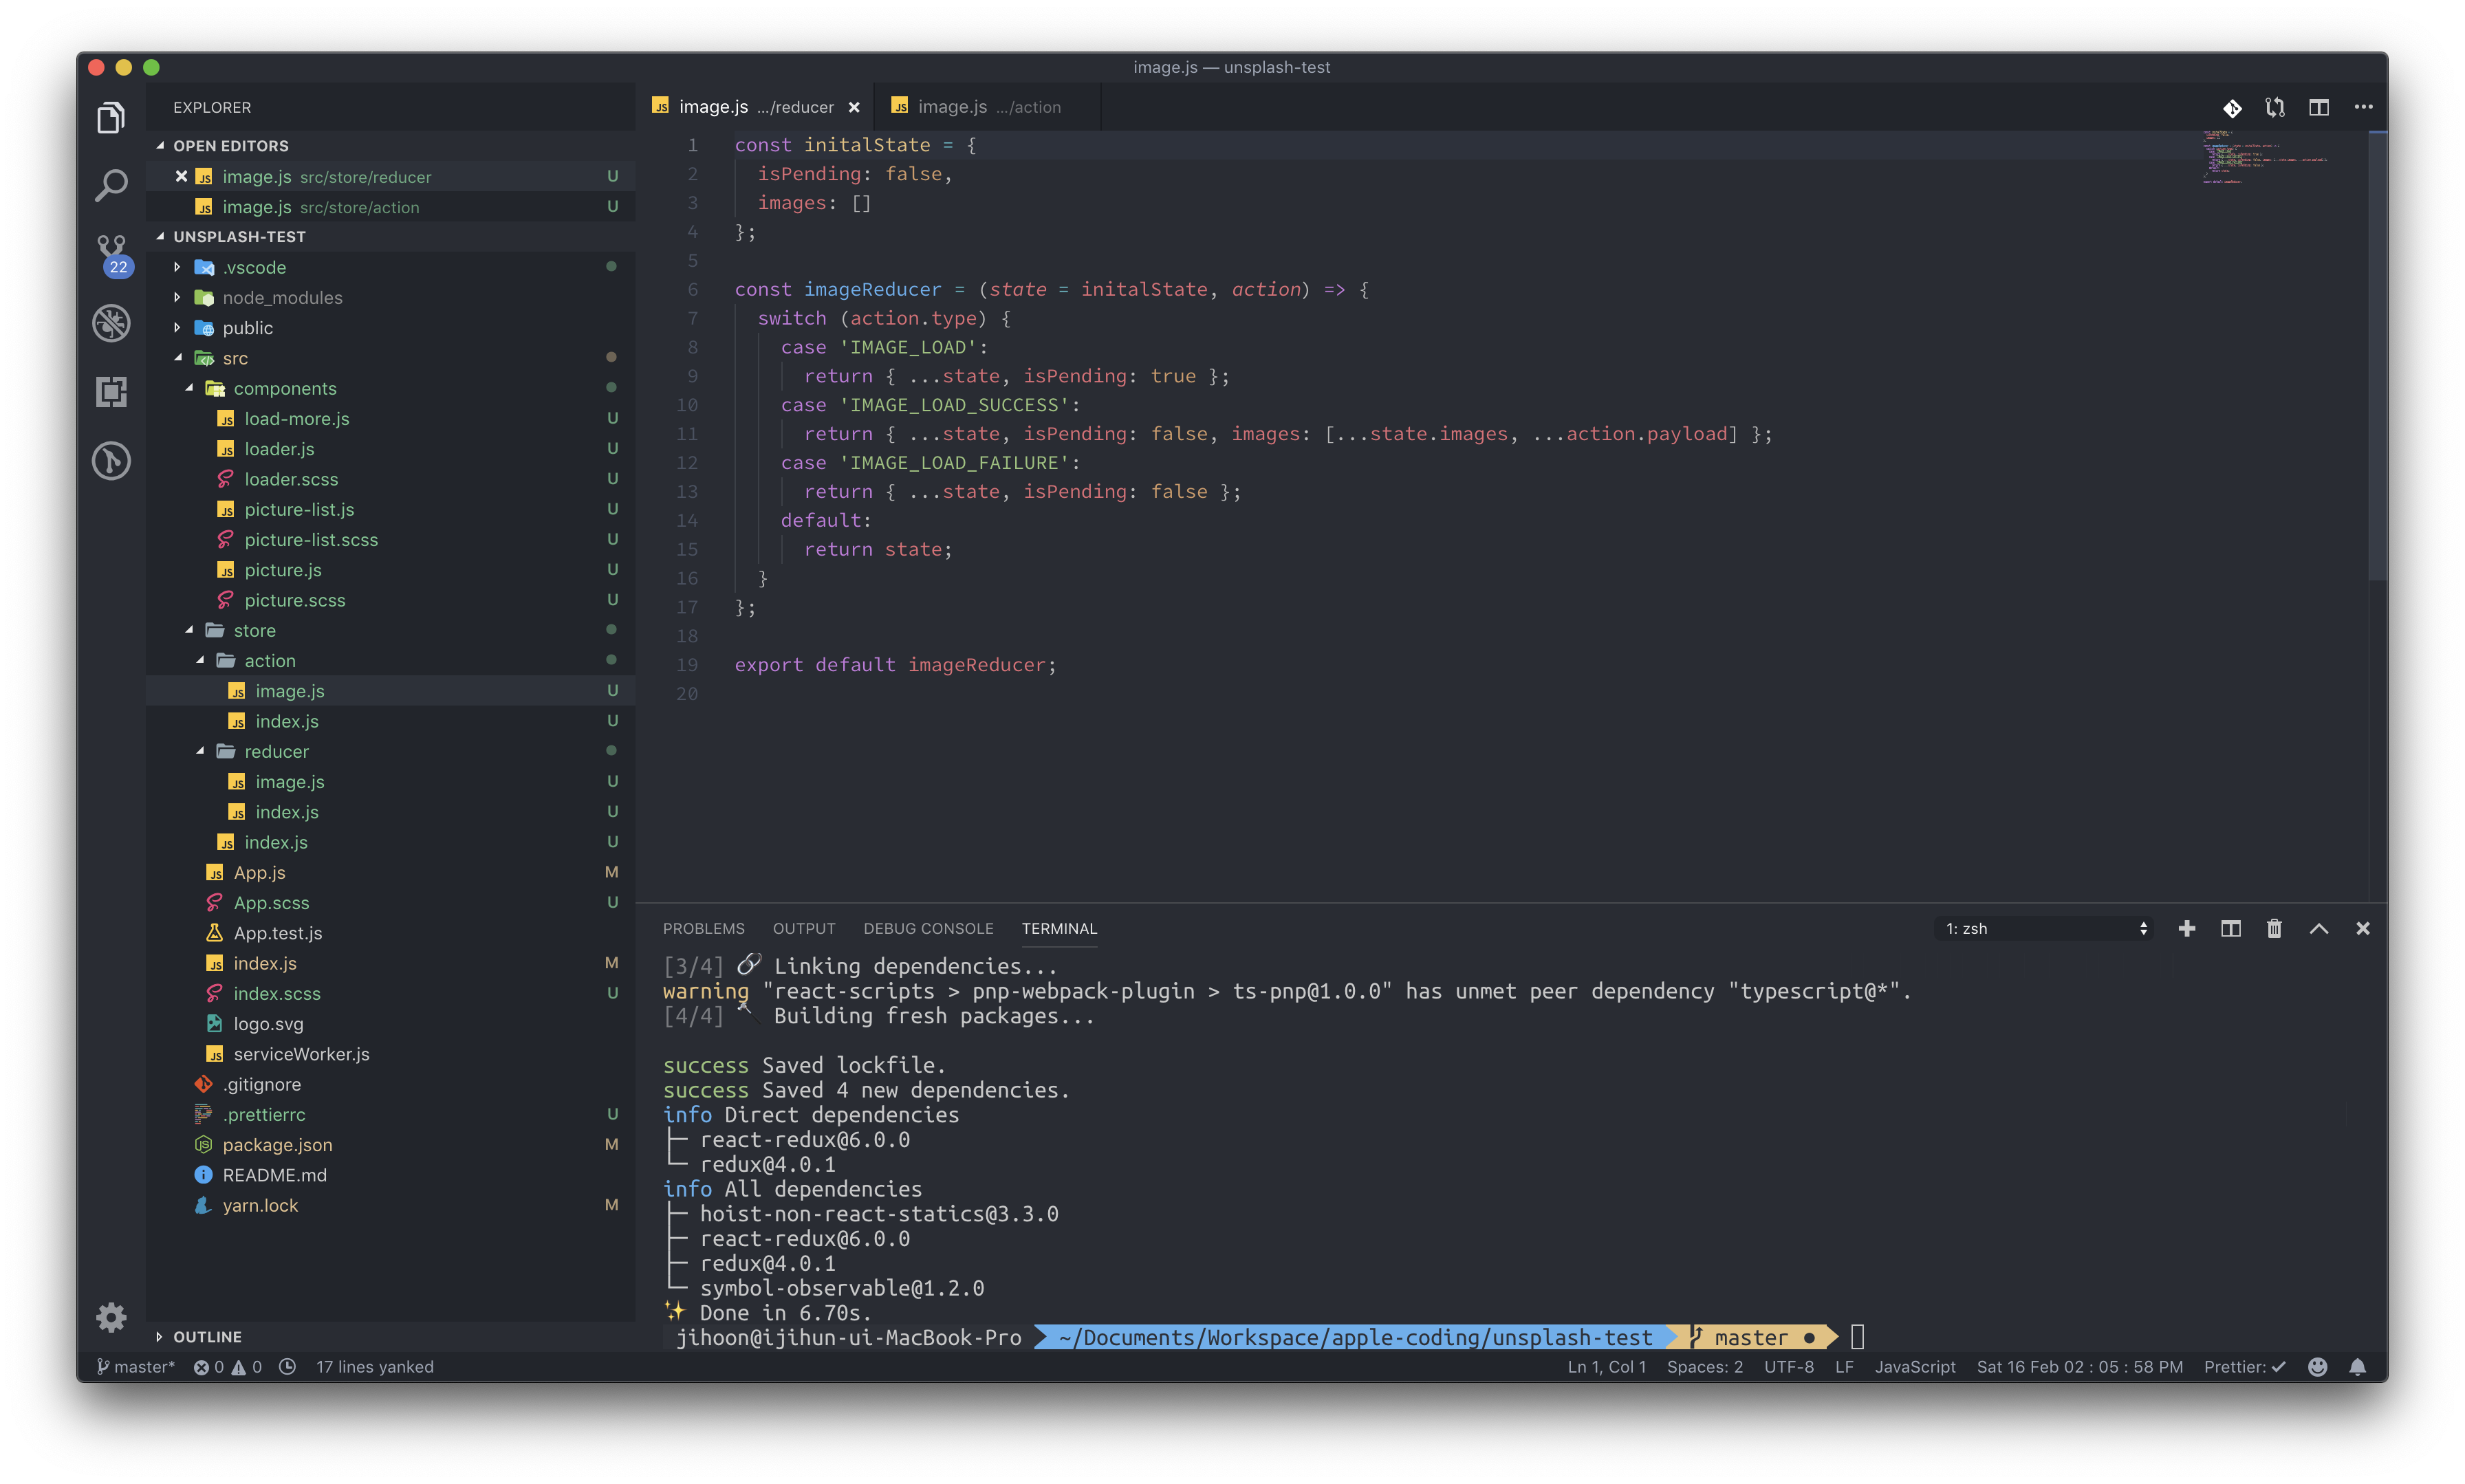 image.js — unsplash-test
EXPLORER
OPEN EDITORS
image.js src/store/reducer U
image.js src/store/action U
UNSPLASH-TEST
.vscode
node_modules
public
src
components
load-more.js U
loader.js U
loader.scss U
picture-list.js U
picture-list.scss U
picture.js U
picture.scss U
store
action
image.js U
index.js U
reducer
image.js U
index.js U
index.js U
App.js M
App.scss U
App.test.js
index.js M
index.scss U
logo.svg
serviceWorker.js
.gitignore
.prettierrc U
package.json M
README.md
yarn.lock M
OUTLINE
22
image.js .../reducer
image.js .../action
1 const initalState = {
2 isPending: false,
3 images: []
4 };
5
6 const imageReducer = (state = initalState, action) => {
7 switch (action.type) {
8 case 'IMAGE_LOAD':
9 return { ...state, isPending: true };
10 case 'IMAGE_LOAD_SUCCESS':
11 return { ...state, isPending: false, images: [...state.images, ...action.payload] };
12 case 'IMAGE_LOAD_FAILURE':
13 return { ...state, isPending: false };
14 default:
15 return state;
16 }
17 };
18
19 export default imageReducer;
20
PROBLEMS OUTPUT DEBUG CONSOLE TERMINAL 1: zsh
[3/4] 🔗 Linking dependencies...
warning "react-scripts > pnp-webpack-plugin > ts-pnp@1.0.0" has unmet peer dependency "typescript@*".
[4/4] Building fresh packages...
success Saved lockfile.
success Saved 4 new dependencies.
info Direct dependencies
├─ react-redux@6.0.0
└─ redux@4.0.1
info All dependencies
├─ hoist-non-react-statics@3.3.0
├─ react-redux@6.0.0
├─ redux@4.0.1
└─ symbol-observable@1.2.0
✨ Done in 6.70s.
jihoon@ijihun-ui-MacBook-Pro ~/Documents/Workspace/apple-coding/unsplash-test master ●
master* 0 0 17 lines yanked Ln 1, Col 1 Spaces: 2 UTF-8 LF JavaScript Sat 16 Feb 02 : 05 : 58 PM Prettier: ✓